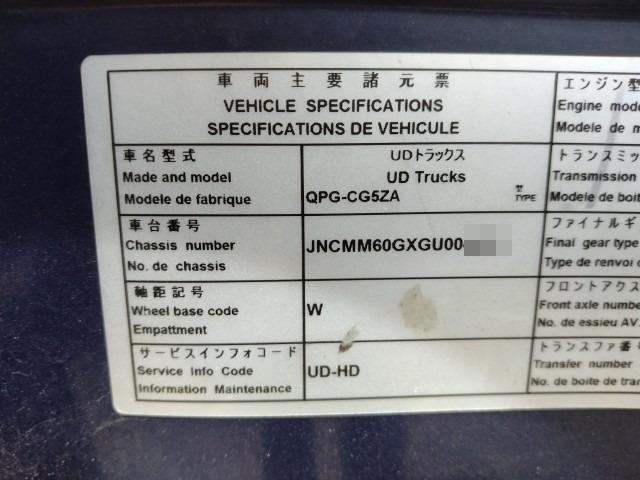 車両主要諸元票
VEHICLE SPECIFICATIONS
SPECIFICATIONS DE VEHICULE
車名型式
Made and model
Modele de fabrique
UDトラックス
UD Trucks
QPG-CG5ZA
型
TYPE
車台番号
Chassis number
No. de chassis
JNCMM60GXGU00
軸距記号
Wheel base code
Empattment
W
サービスインフォコード
Service Info Code
Information Maintenance
UD-HD
エンジン型
Engine mode
Modele de m
トランスミッ
Transmission
Modele de boit
ファイナルギ
Final gear type
Type de renvoi
フロントアクス
Front axle number
No. de essieu AV.
トランスファ番号
Transfer number
No. de boite de tra